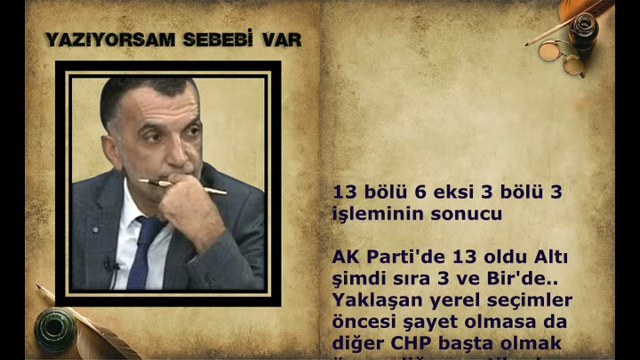 YAZIYORSAM SEBEBİ VAR
13 bölü 6 eksi 3 bölü 3
işleminin sonucu
AK Parti'de 13 oldu Altı
şimdi sıra 3 ve Bir'de..
Yaklaşan yerel seçimler
öncesi şayet olmasa da
diğer CHP başta olmak